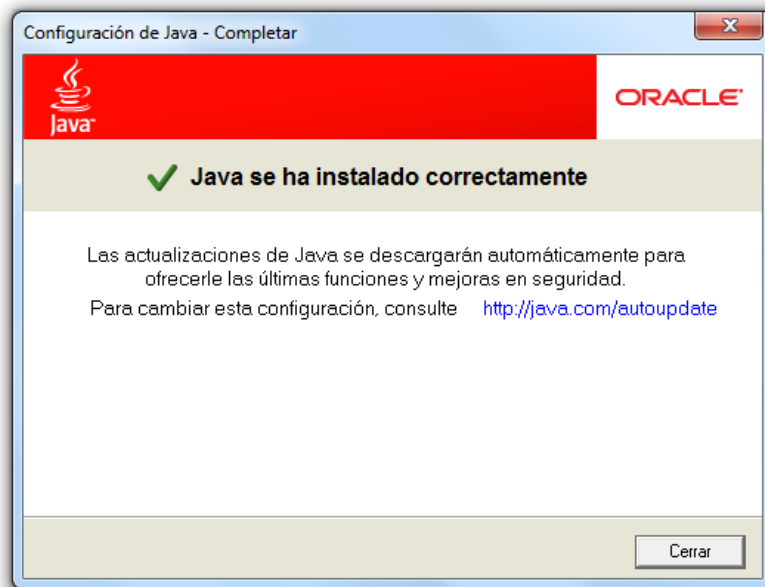 Configuración de Java - Completar
Java™
ORACLE®
Java se ha instalado correctamente
Las actualizaciones de Java se descargarán automáticamente para
ofrecerle las últimas funciones y mejoras en seguridad.
Para cambiar esta configuración, consulte http://java.com/autoupdate
Cerrar